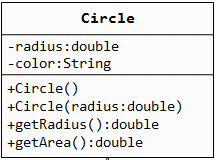 Circle
-radius:double
-color:String
+Circle()
+Circle(radius:double)
+getRadius():double
+getArea():double